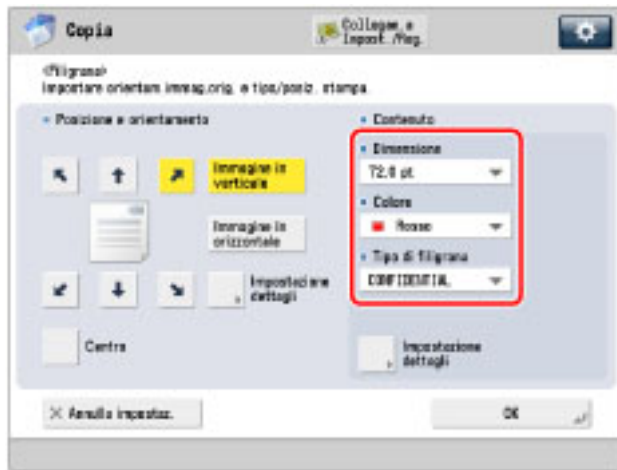 Copia
Collegam. e
Impost./Reg.
<Filigrana>
Impostare orientam immag.orig. e tipo/posiz. stampa
Posizione e orientamento
Immagine in
verticale
Immagine in
orizzontale
Impostazione
dettagli
Centro
Contenuto
Dimensione
72.0 pt
Colore
Rosso
Tipo di filigrana
CONFIDENTIAL
Impostazione
dettagli
Annulla impostaz.
OK